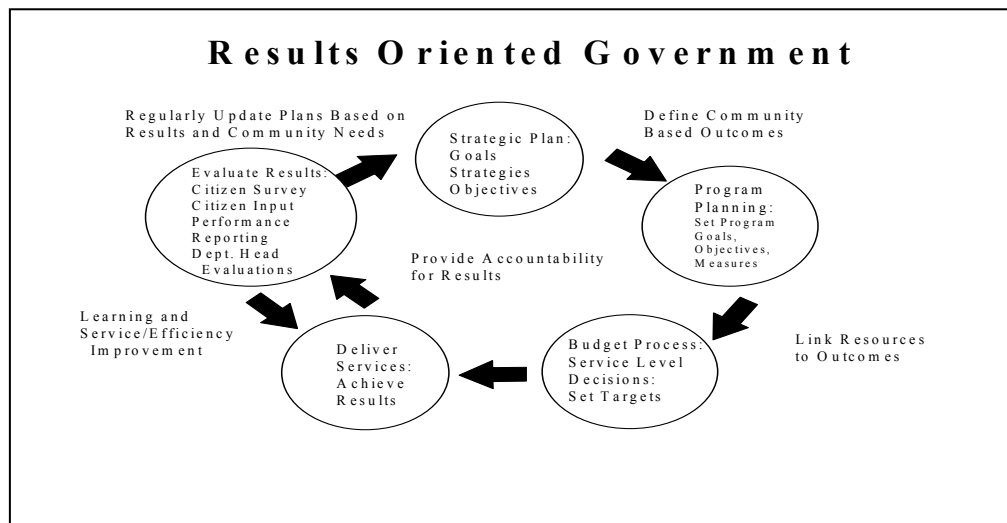 Results Oriented Government
Regularly Update Plans Based on
Results and Community Needs
Define Community
Based Outcomes
Strategic Plan:
Goals
Strategies
Objectives
Evaluate Results:
Citizen Survey
Citizen Input
Performance
Reporting
Dept. Head
Evaluations
Program
Planning:
Set Program
Goals,
Objectives,
Measures
Provide Accountability
for Results
Learning and
Service/Efficiency
Improvement
Deliver
Services:
Achieve
Results
Budget Process:
Service Level
Decisions:
Set Targets
Link Resources
to Outcomes